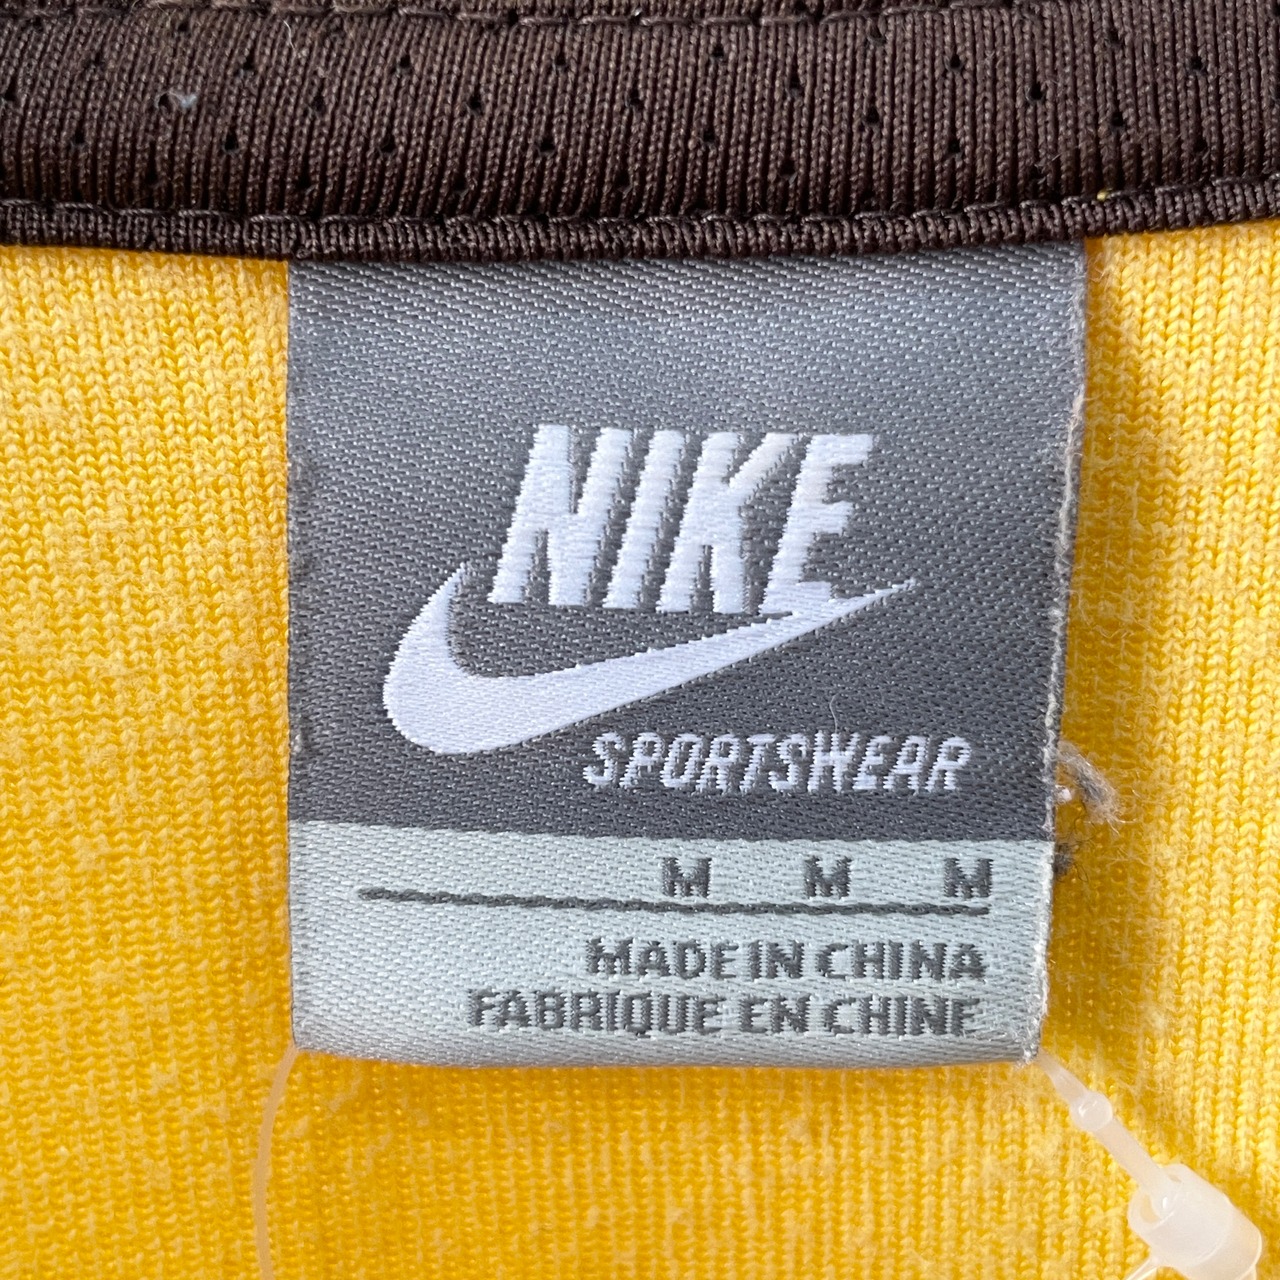 NIKE
SPORTSWEAR
M M M
MADE IN CHINA
FABRIQUE EN CHINE